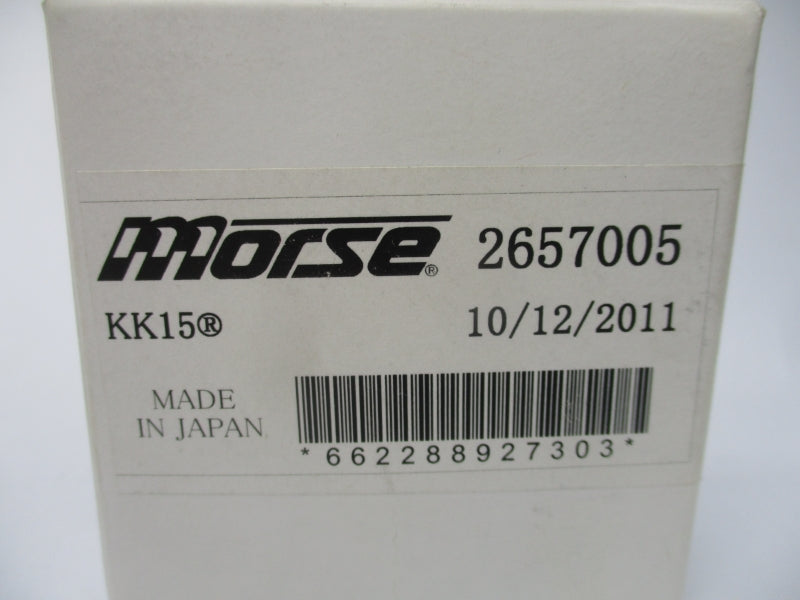 morse® 2657005
KK15® 10/12/2011
MADE
IN JAPAN
*662288927303*